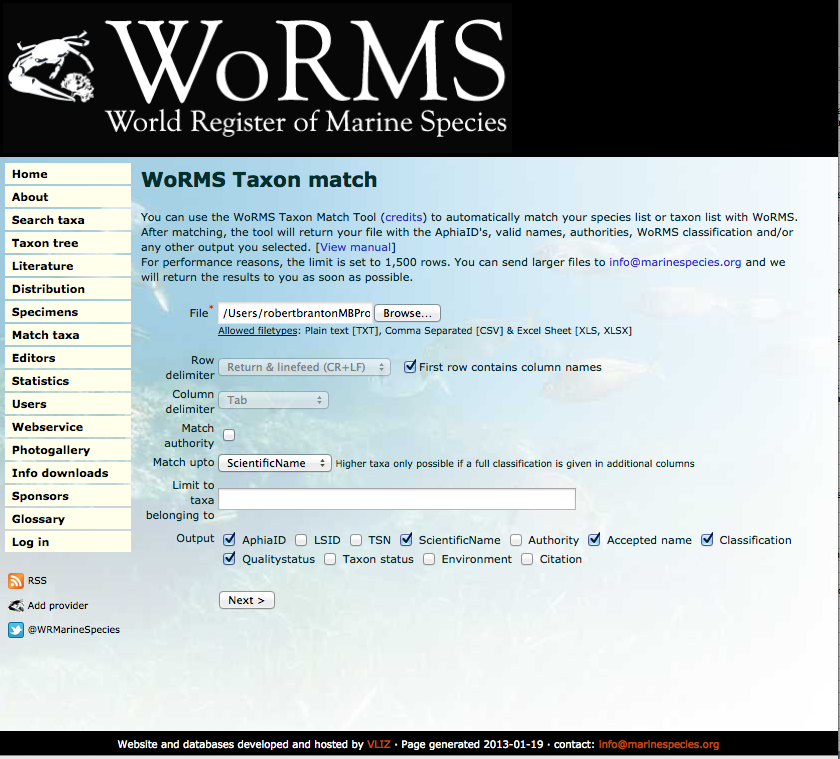 WoRMS
World Register of Marine Species
Home
About
Search taxa
Taxon tree
Literature
Distribution
Specimens
Match taxa
Editors
Statistics
Users
Webservice
Photogallery
Info downloads
Sponsors
Glossary
Log in
RSS
Add provider
@WRMarineSpecies
WoRMS Taxon match
You can use the WoRMS Taxon Match Tool (credits) to automatically match your species list or taxon list with WoRMS.
After matching, the tool will return your file with the AphiaID's, valid names, authorities, WoRMS classification and/or
any other output you selected. [View manual]
For performance reasons, the limit is set to 1,500 rows. You can send larger files to info@marinespecies.org and we
will return the results to you as soon as possible.
File* /Users/robertbrantonMBPro Browse...
Allowed filetypes: Plain text [TXT], Comma Separated [CSV] & Excel Sheet [XLS, XLSX]
Row
delimiter Return & linefeed (CR+LF) First row contains column names
Column
delimiter Tab
Match
authority
Match upto ScientificName Higher taxa only possible if a full classification is given in additional columns
Limit to
taxa
belonging to
Output AphiaID LSID TSN ScientificName Authority Accepted name Classification
Qualitystatus Taxon status Environment Citation
Next >
Website and databases developed and hosted by VLIZ · Page generated 2013-01-19 · contact: info@marinespecies.org